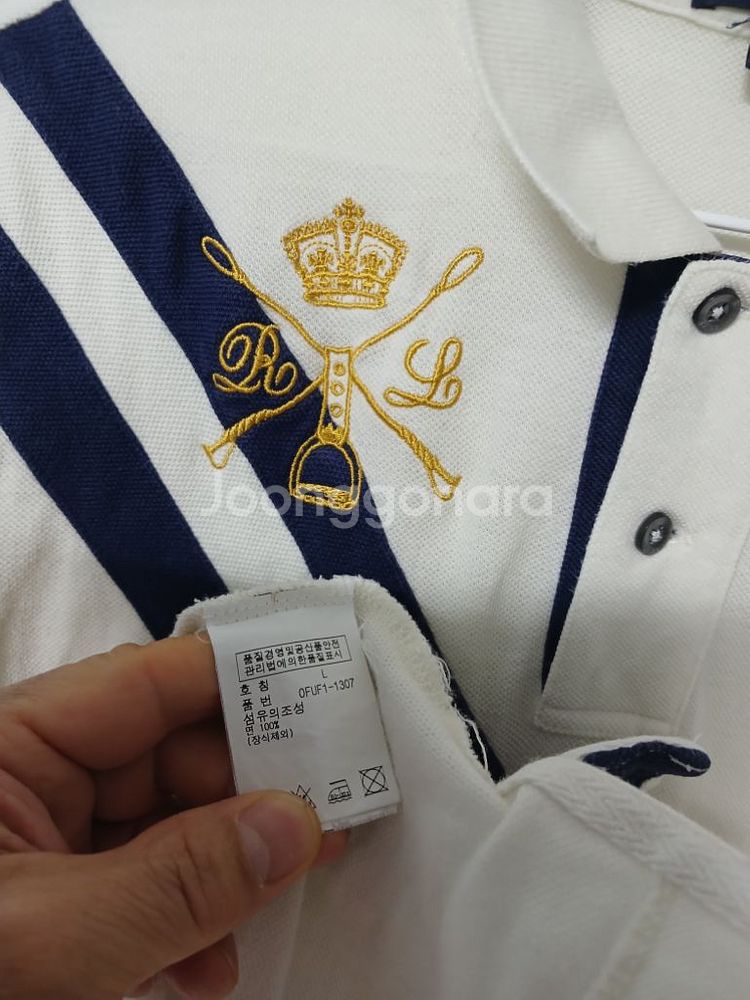 R L
Joonggonara
품질경영및공산품안전
관리법에의한품질표시
호 칭 L
품 번 0FUF1-1307
섬유의조성
면 100%
(장식제외)